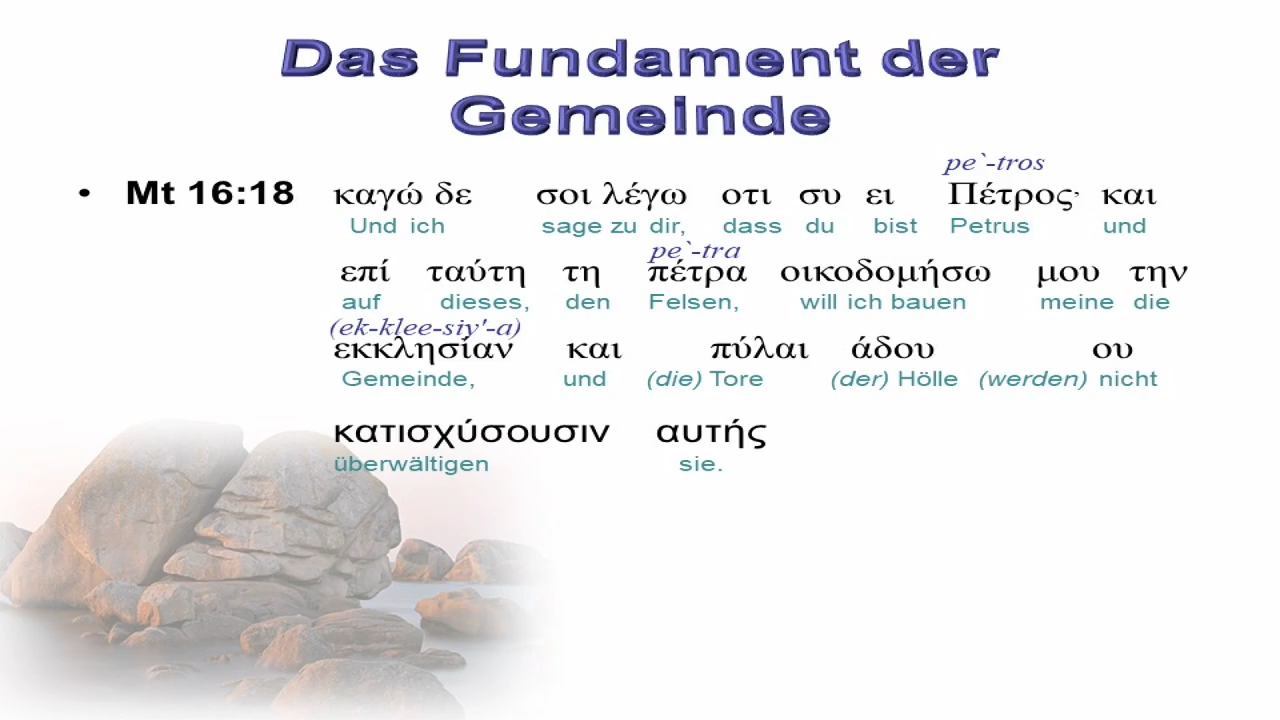 Das Fundament der
Gemeinde
pe`-tros
• Mt 16:18 καγώ δε σοι λέγω οτι συ ει Πέτρος· και
Und ich sage zu dir, dass du bist Petrus und
pe`-tra
επί ταύτη τη πέτρα οικοδομήσω μου την
auf dieses, den Felsen, will ich bauen meine die
(ek-klee-siy'-a)
εκκλησίαν και πύλαι άδου ου
Gemeinde, und (die) Tore (der) Hölle (werden) nicht
κατισχύσουσιν αυτής
überwältigen sie.